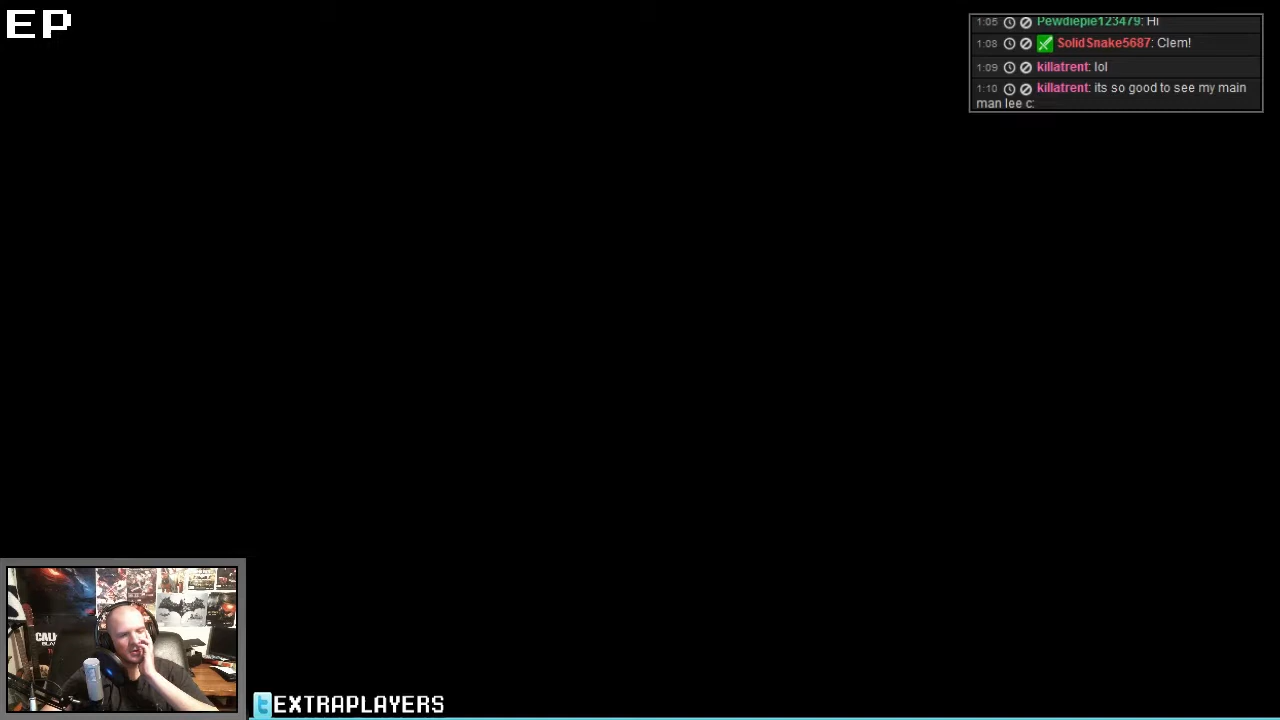 EP
1:05 Pewdiepie123479: Hi
1:08 SolidSnake5687: Clem!
1:09 killatrent: lol
1:10 killatrent: its so good to see my main
man lee c:
CALL
EXTRAPLAYERS